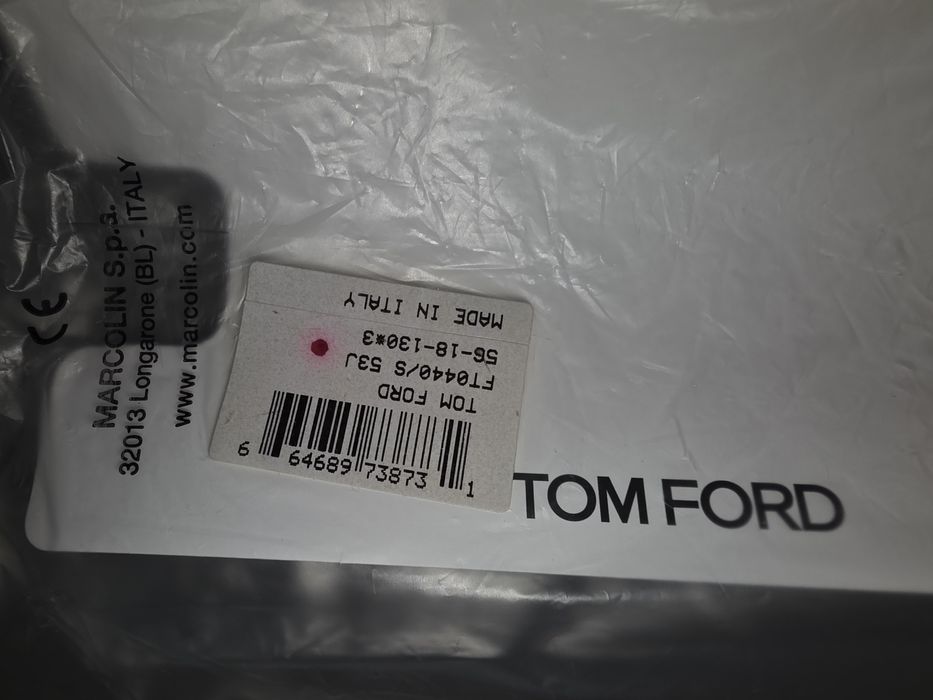 MARCOLIN S.p.a.
32013 Longarone (BL) - ITALY
www.marcolin.com
CE
MADE IN ITALY
56-18-130*3
FT0440/S 53J
TOM FORD
6 64689 73873 1
TOM FORD